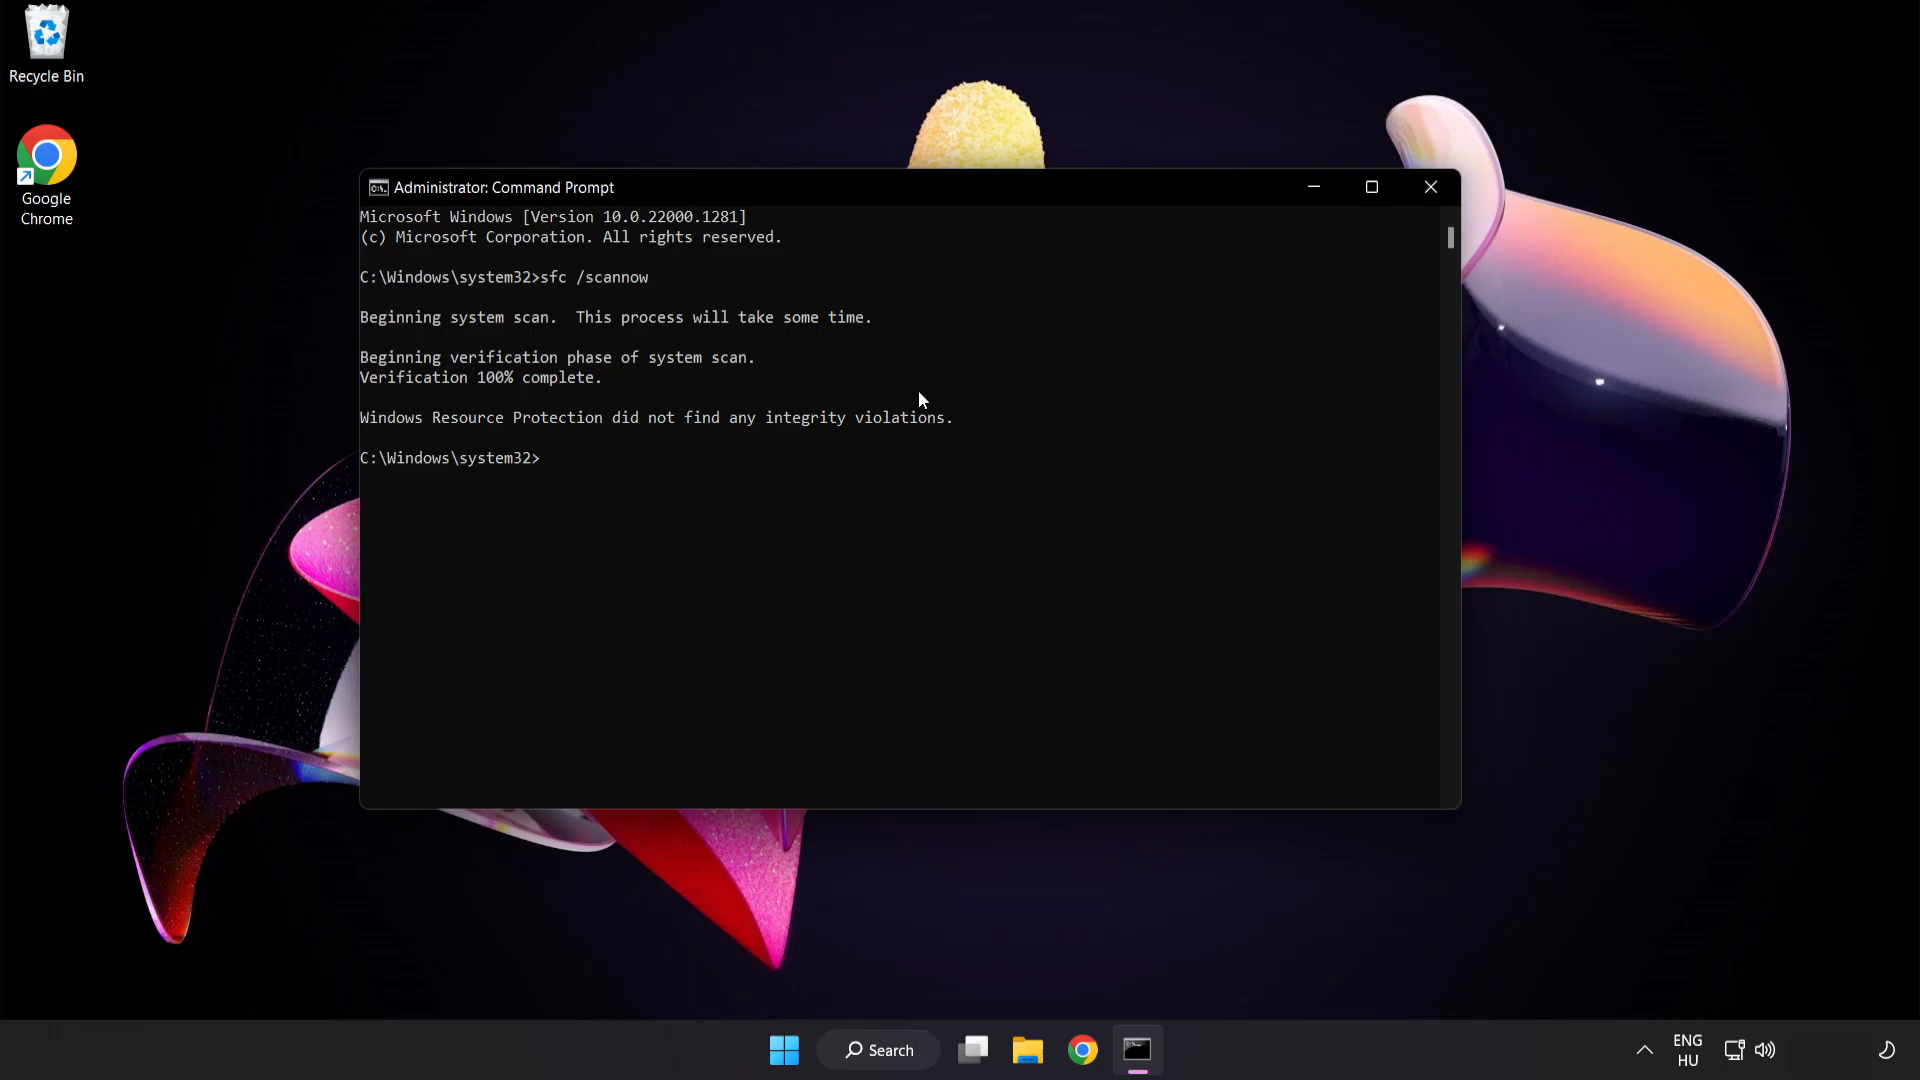 Recycle Bin
Google
Chrome
Administrator: Command Prompt
Microsoft Windows [Version 10.0.22000.1281]
(c) Microsoft Corporation. All rights reserved.
C:\Windows\system32>sfc /scannow
Beginning system scan.  This process will take some time.
Beginning verification phase of system scan.
Verification 100% complete.
Windows Resource Protection did not find any integrity violations.
C:\Windows\system32>
Search
ENG
HU